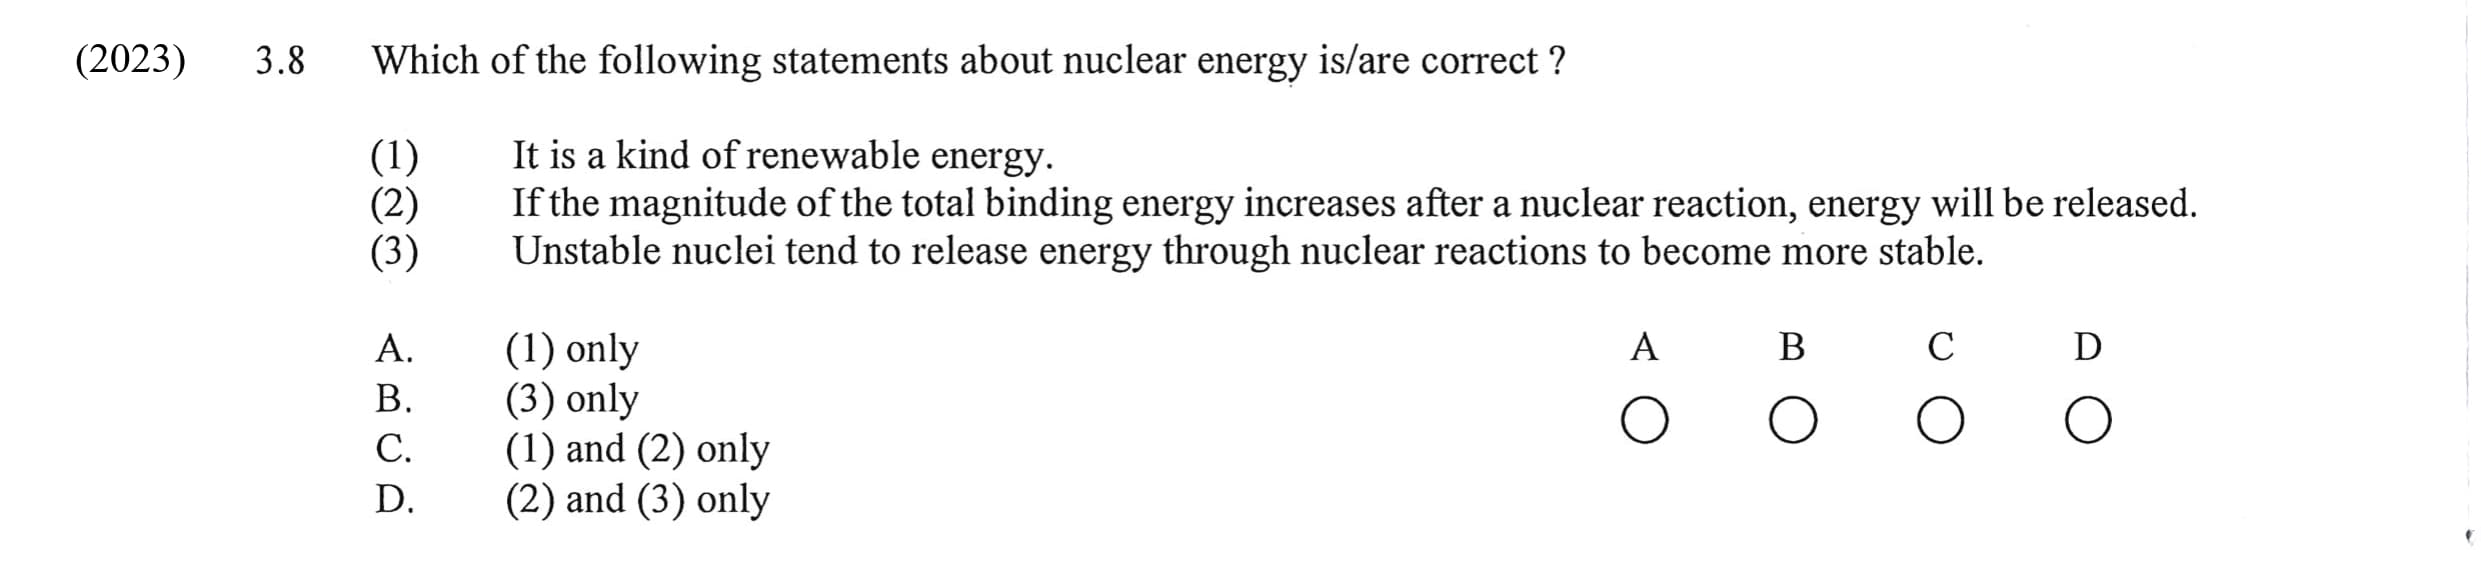 (2023) 3.8 Which of the following statements about nuclear energy is/are correct ?
(1) It is a kind of renewable energy.
(2) If the magnitude of the total binding energy increases after a nuclear reaction, energy will be released.
(3) Unstable nuclei tend to release energy through nuclear reactions to become more stable.
A. (1) only A B C D
B. (3) only
C. (1) and (2) only
D. (2) and (3) only